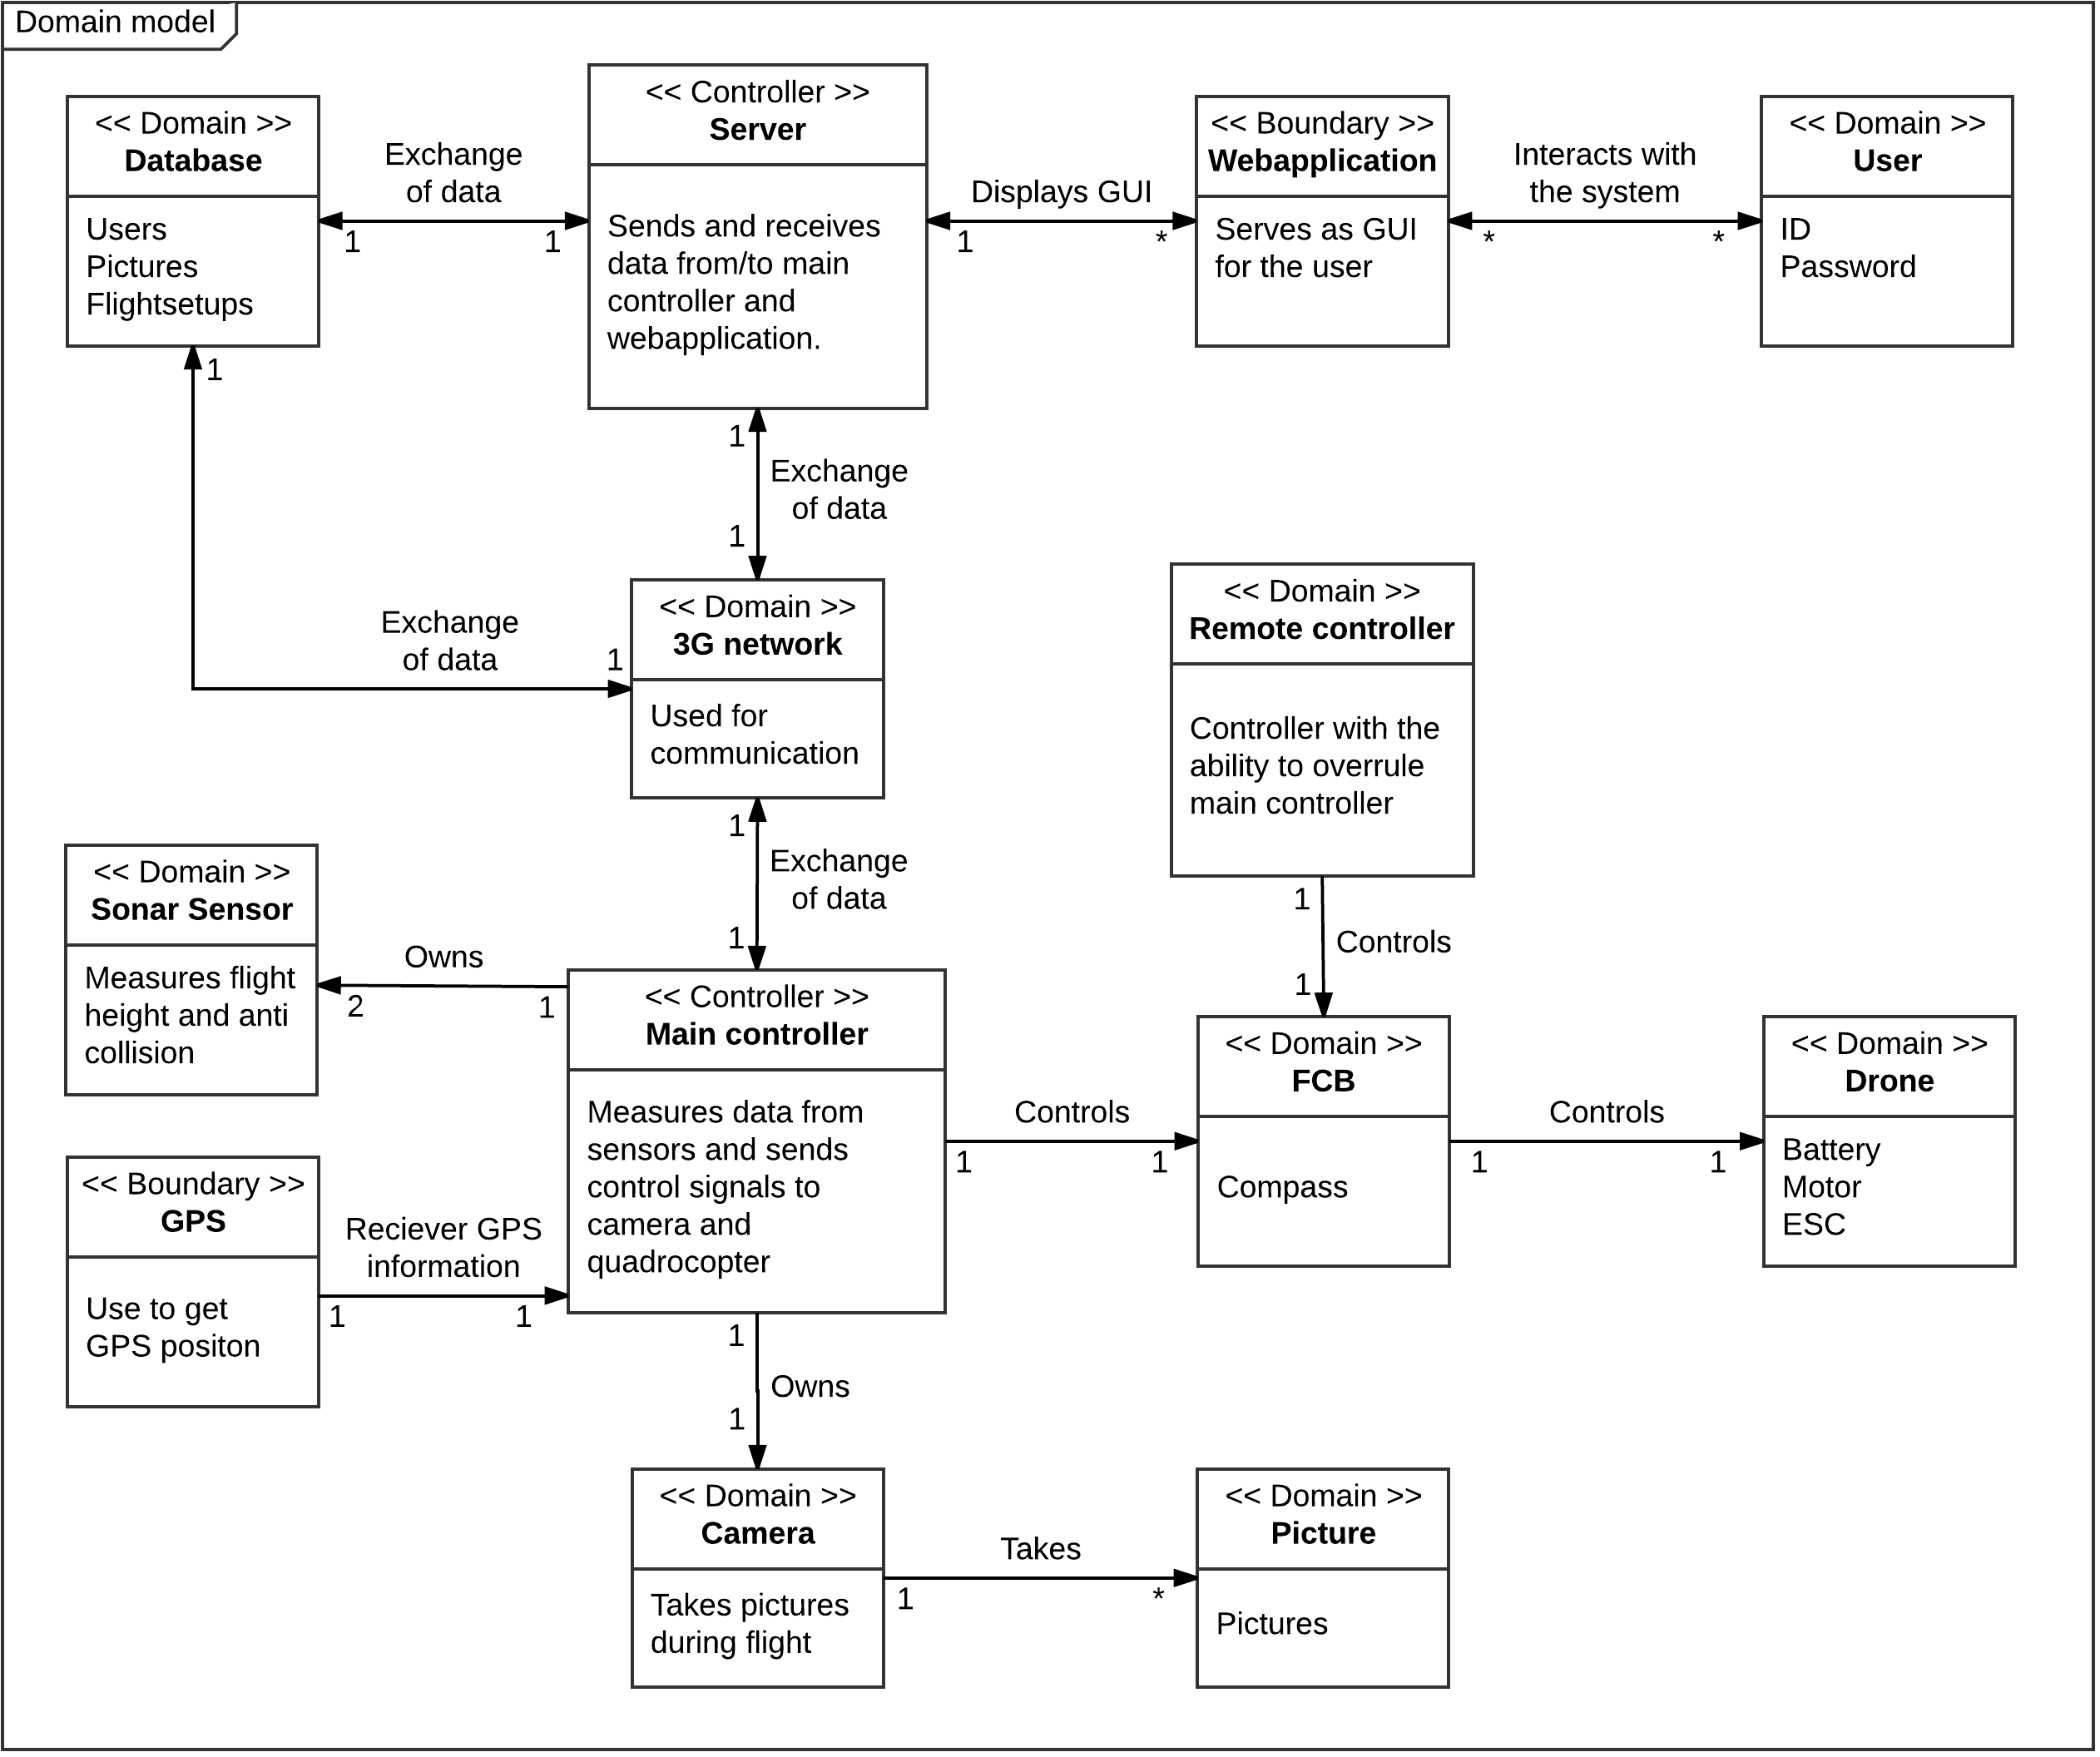 Domain model
<< Domain >>
Database
Users
Pictures
Flightsetups
Exchange
of data
1
1
<< Controller >>
Server
Sends and receives
data from/to main
controller and
webapplication.
Displays GUI
1
*
<< Boundary >>
Webapplication
Serves as GUI
for the user
Interacts with
the system
*
*
<< Domain >>
User
ID
Password
1
1
Exchange
of data
1
Exchange
of data
1
<< Domain >>
3G network
Used for
communication
<< Domain >>
Remote controller
Controller with the
ability to overrule
main controller
1
Exchange
of data
1
1
Controls
1
<< Domain >>
Sonar Sensor
Measures flight
height and anti
collision
Owns
2
1
<< Controller >>
Main controller
Measures data from
sensors and sends
control signals to
camera and
quadrocopter
Controls
1
1
<< Domain >>
FCB
Compass
Controls
1
1
<< Domain >>
Drone
Battery
Motor
ESC
<< Boundary >>
GPS
Use to get
GPS positon
Reciever GPS
information
1
1
1
Owns
1
<< Domain >>
Camera
Takes pictures
during flight
Takes
1
*
<< Domain >>
Picture
Pictures